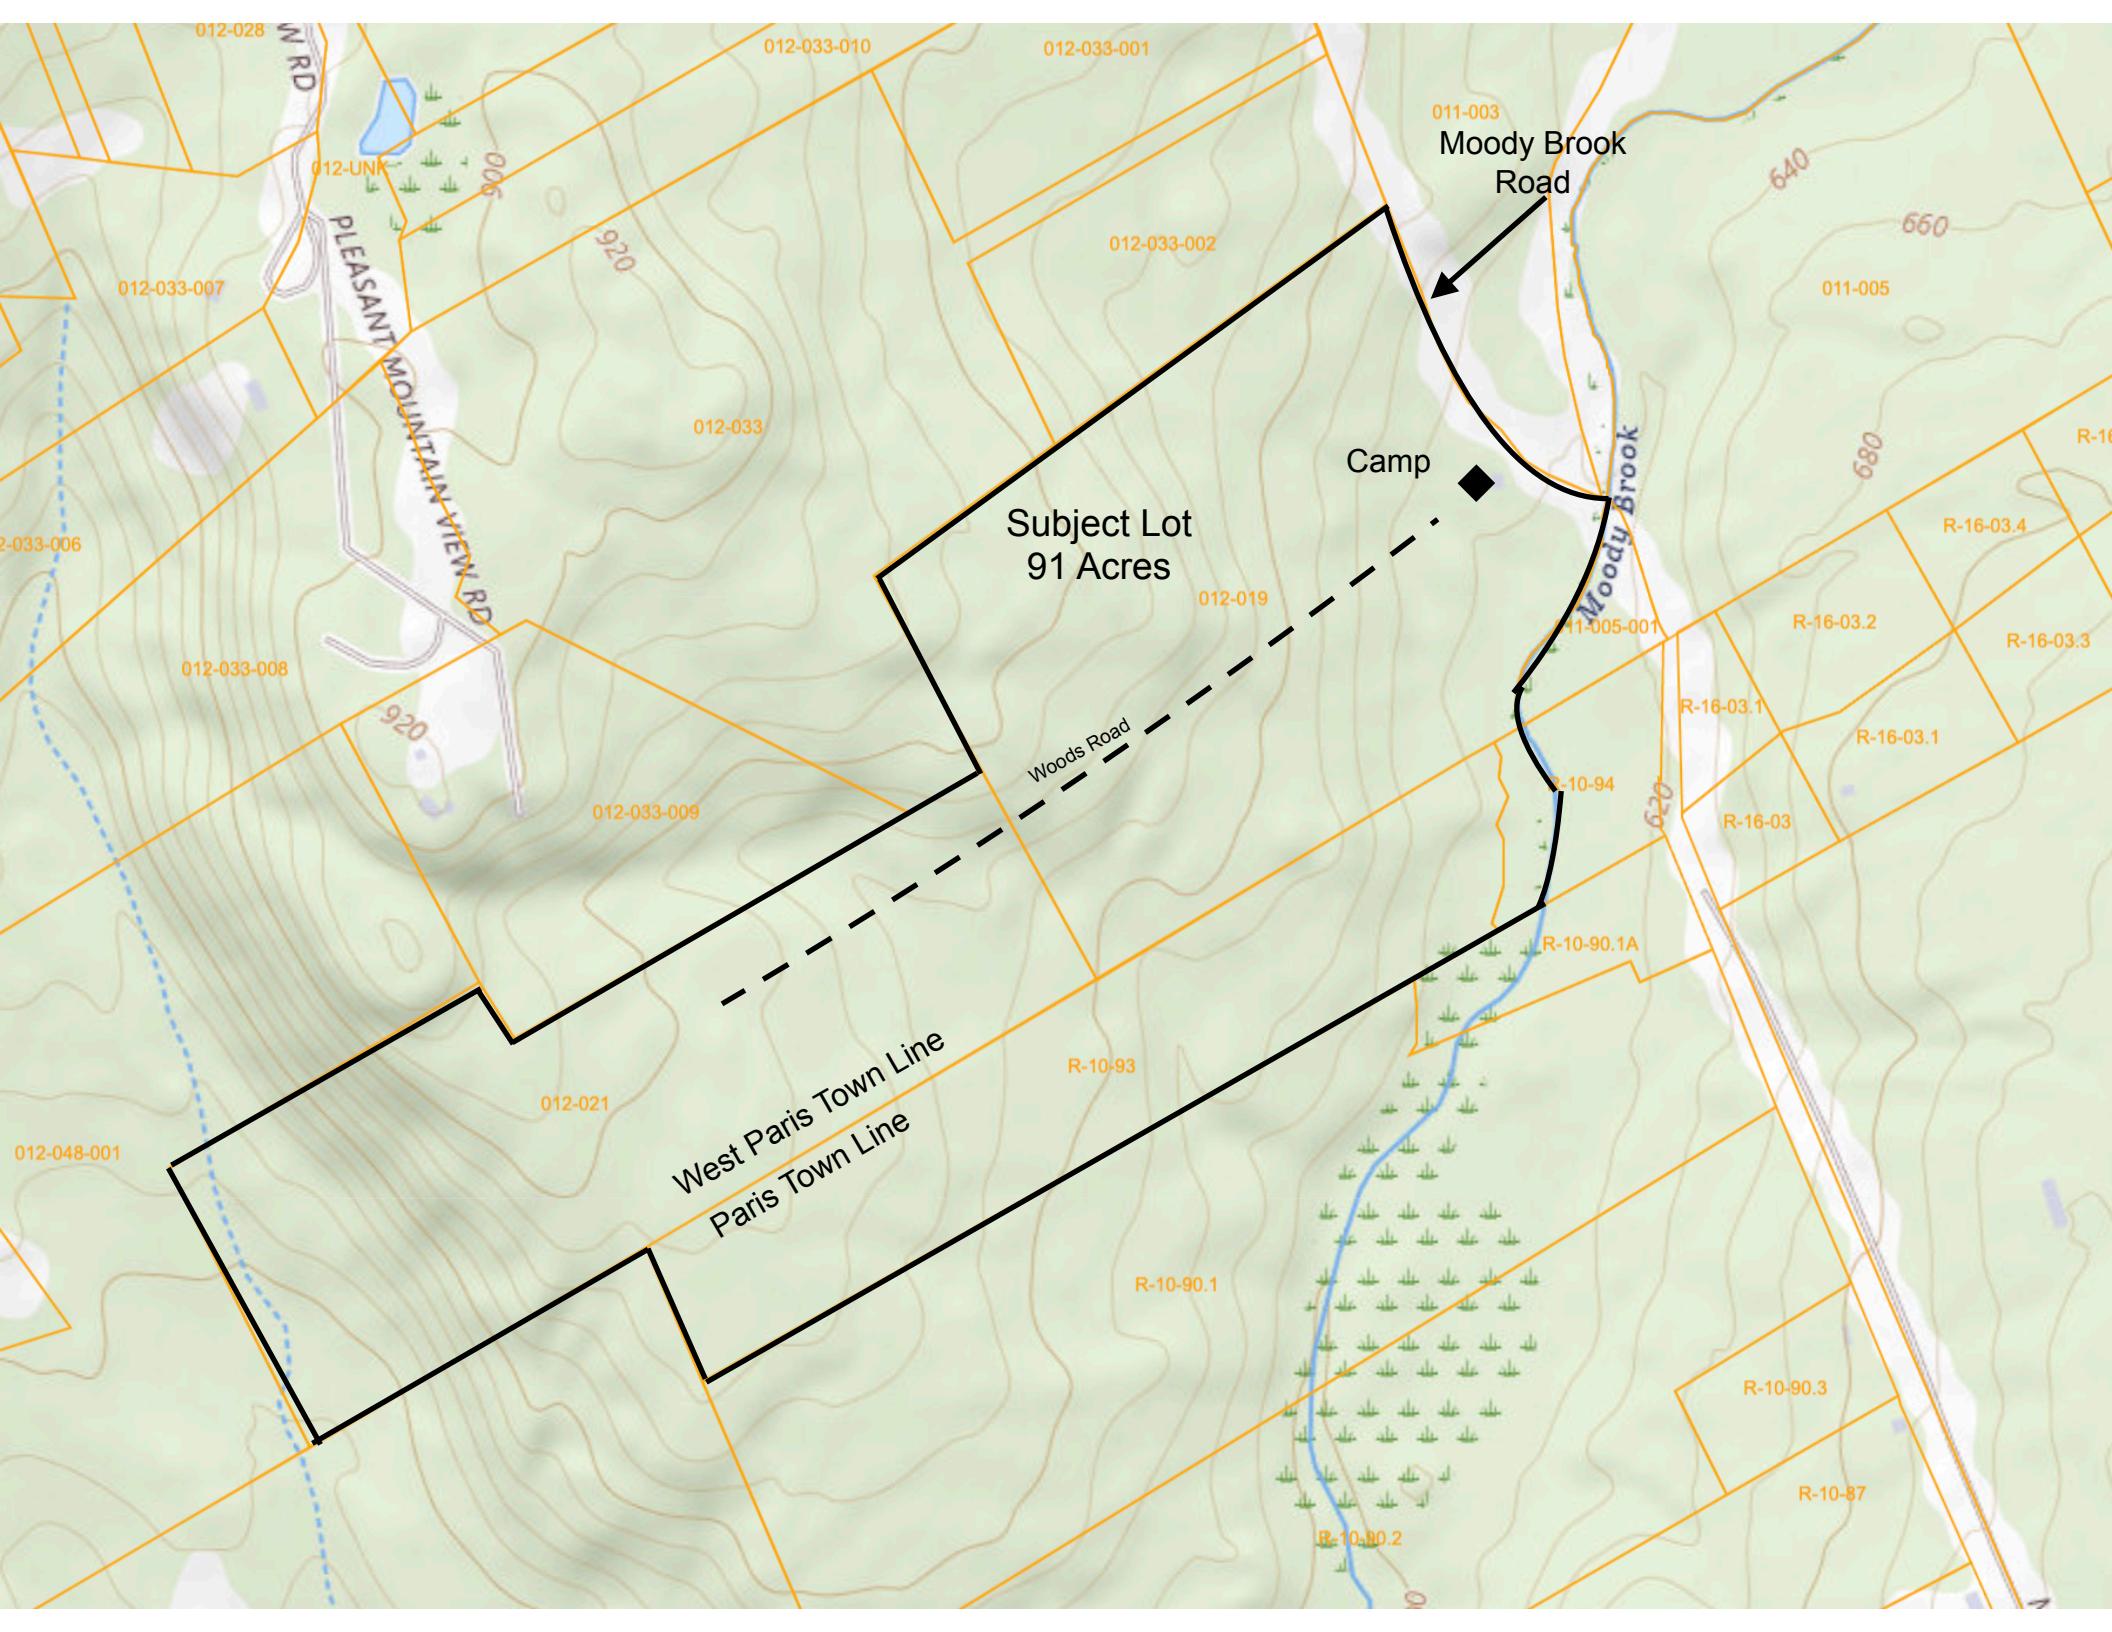 012-028
W RD
012-033-010
012-033-001
011-003
Moody Brook
Road
012-UNK
900
640
660
920
012-033-002
012-033-007
011-005
PLEASANT MOUNTAIN VIEW RD
012-033
R-16
680
Camp
Moody Brook
Subject Lot
91 Acres
R-16-03.4
012-019
011-005-001
R-16-03.2
R-16-03.3
012-033-008
920
R-16-03.1
R-16-03.1
Woods Road
R-10-94
620
012-033-009
R-16-03
R-10-90.1A
West Paris Town Line
Paris Town Line
R-10-93
012-021
012-048-001
R-10-90.1
R-10-90.3
R-10-87
R-10-90.2